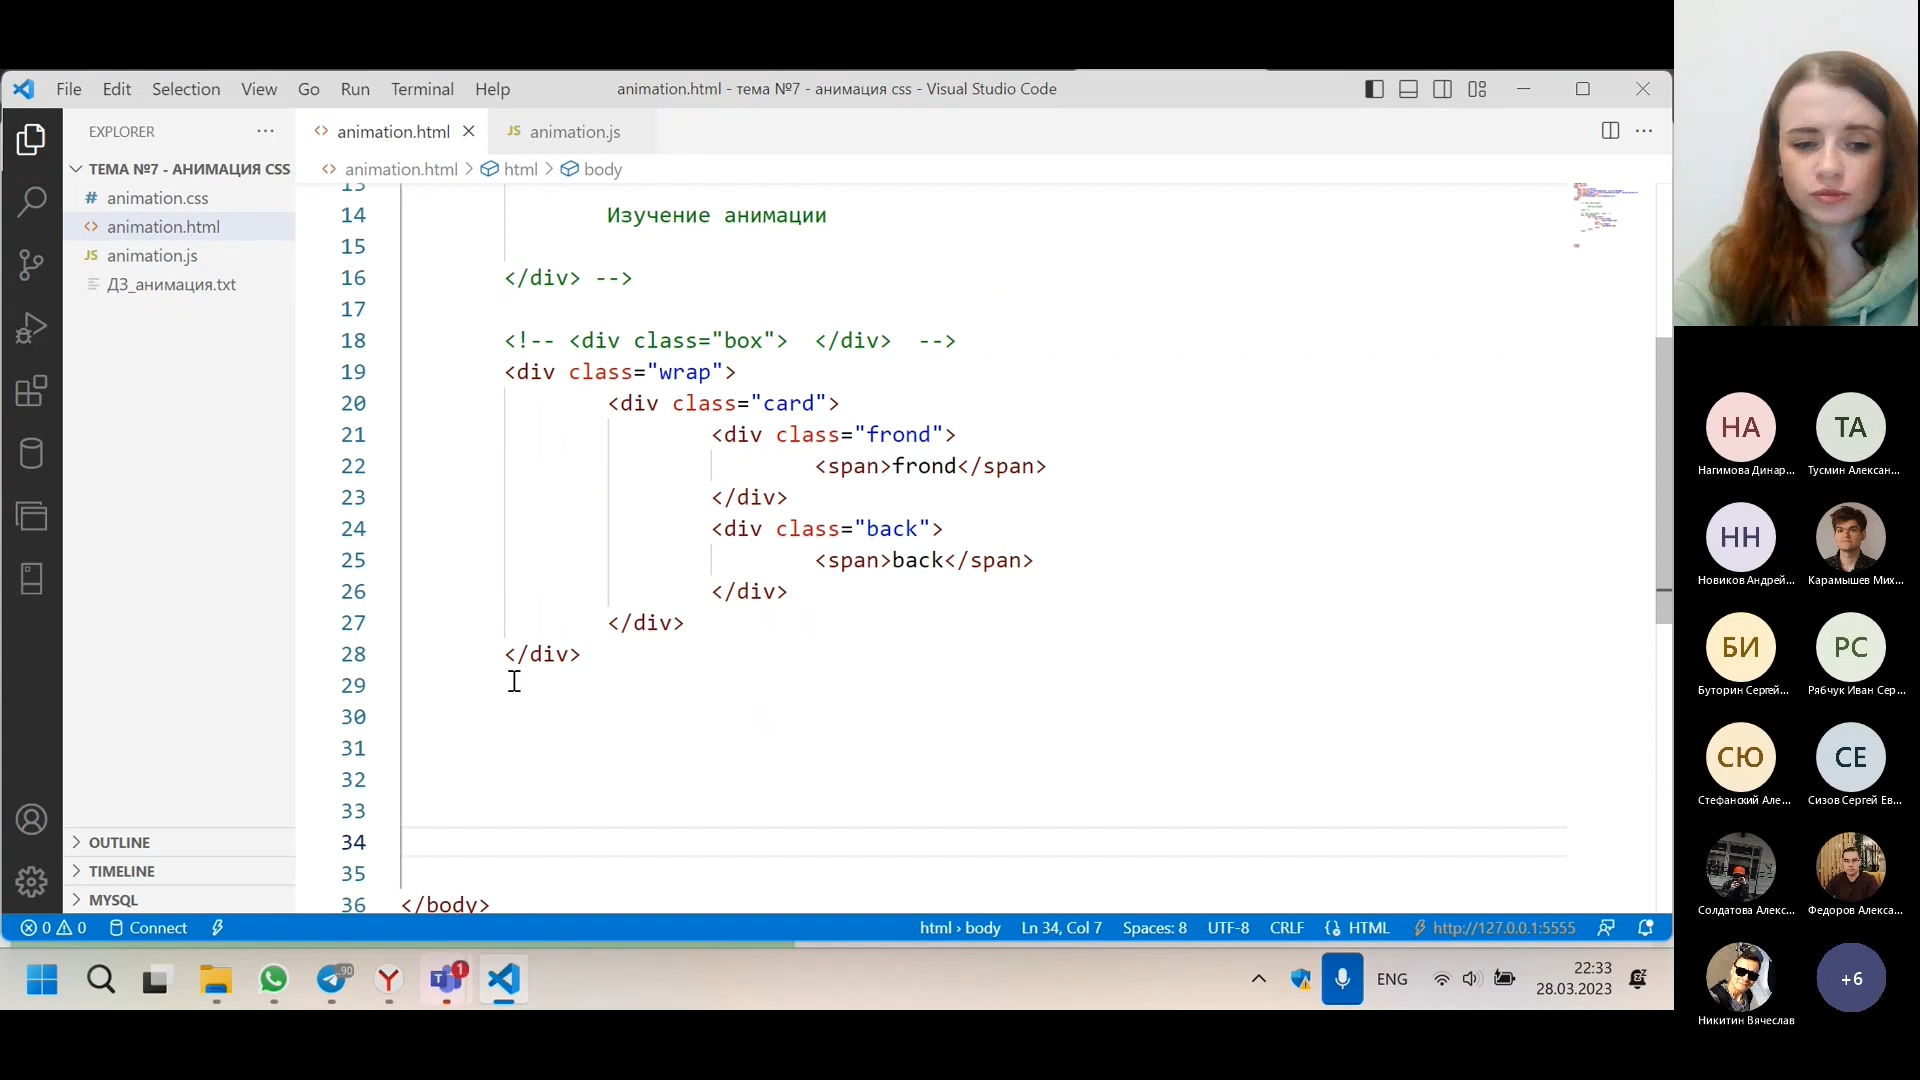 File Edit Selection View Go Run Terminal Help
animation.html - тема №7 - анимация css - Visual Studio Code
EXPLORER
ТЕМА №7 - АНИМАЦИЯ CSS
# animation.css
<> animation.html
JS animation.js
ДЗ_анимация.txt
OUTLINE
TIMELINE
MYSQL
<> animation.html
JS animation.js
<> animation.html > html > body
13
14 Изучение анимации
15
16 </div> -->
17
18 <!-- <div class="box">  </div>  -->
19 <div class="wrap">
20 <div class="card">
21 <div class="frond">
22 <span>frond</span>
23 </div>
24 <div class="back">
25 <span>back</span>
26 </div>
27 </div>
28 </div>
29
30
31
32
33
34
35
36 </body>
0 0 Connect
html › body Ln 34, Col 7 Spaces: 8 UTF-8 CRLF HTML http://127.0.0.1:5555
..90
1
ENG
22:33
28.03.2023
НА
Нагимова Динар...
ТА
Тусмин Алексан...
НН
Новиков Андрей...
Карамышев Мих...
БИ
Буторин Сергей...
РС
Рябчук Иван Сер...
СЮ
Стефанский Але...
СЕ
Сизов Сергей Ев...
Солдатова Алекс...
Федоров Алекса...
Никитин Вячеслав
+6